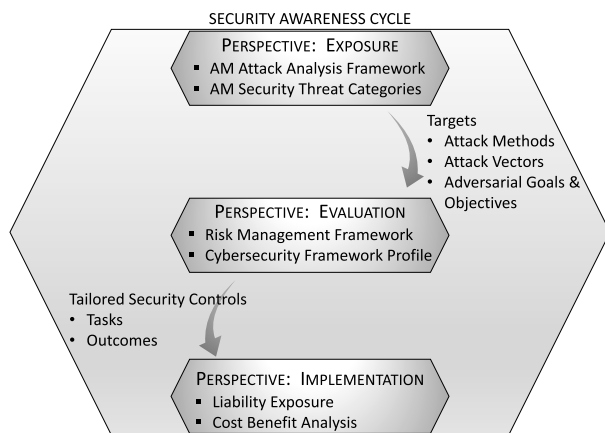 SECURITY AWARENESS CYCLE
PERSPECTIVE: EXPOSURE
▪ AM Attack Analysis Framework
▪ AM Security Threat Categories
Targets
• Attack Methods
• Attack Vectors
• Adversarial Goals &
Objectives
PERSPECTIVE: EVALUATION
▪ Risk Management Framework
▪ Cybersecurity Framework Profile
Tailored Security Controls
• Tasks
• Outcomes
PERSPECTIVE: IMPLEMENTATION
▪ Liability Exposure
▪ Cost Benefit Analysis